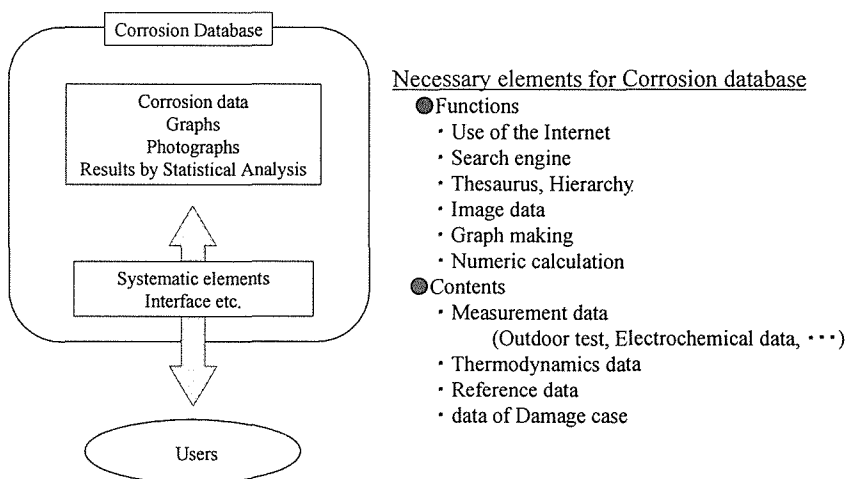 Corrosion Database
Corrosion data
Graphs
Photographs
Results by Statistical Analysis
Systematic elements
Interface etc.
Users
Necessary elements for Corrosion database
●Functions
・Use of the Internet
・Search engine
・Thesaurus, Hierarchy
・Image data
・Graph making
・Numeric calculation
●Contents
・Measurement data
(Outdoor test, Electrochemical data, ・・・)
・Thermodynamics data
・Reference data
・data of Damage case